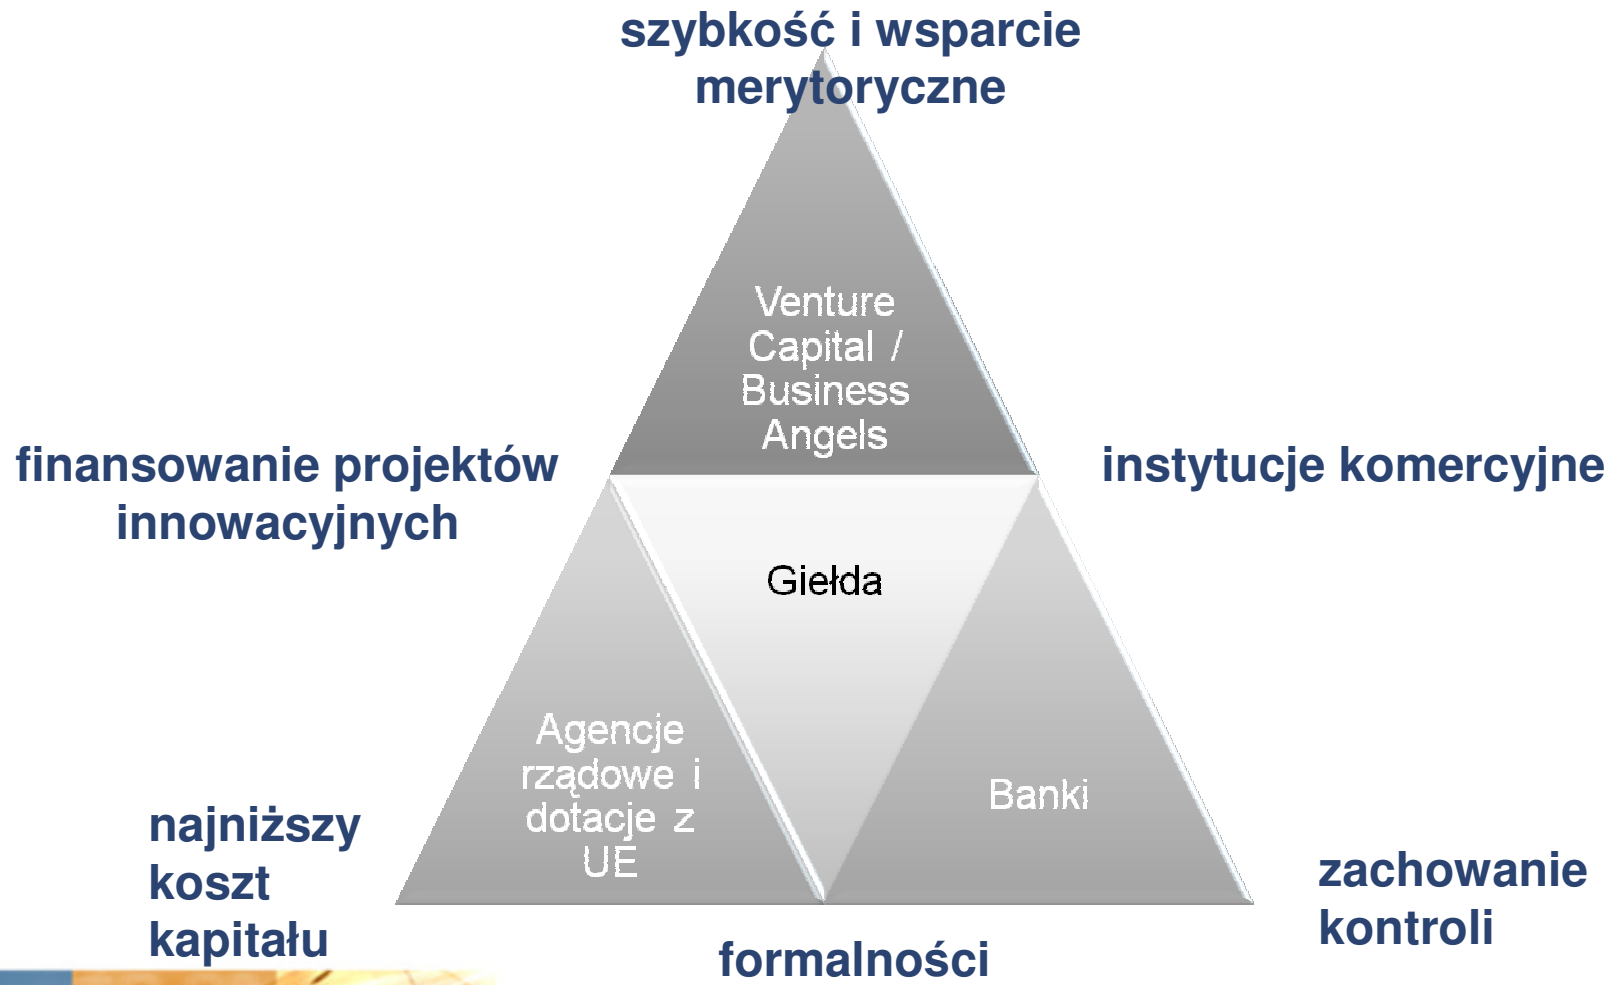 szybkość i wsparcie
merytoryczne
Venture
Capital /
Business
Angels
finansowanie projektów
innowacyjnych
instytucje komercyjne
Giełda
Agencje
rządowe i
dotacje z
UE
Banki
najniższy
koszt
kapitału
zachowanie
kontroli
formalności